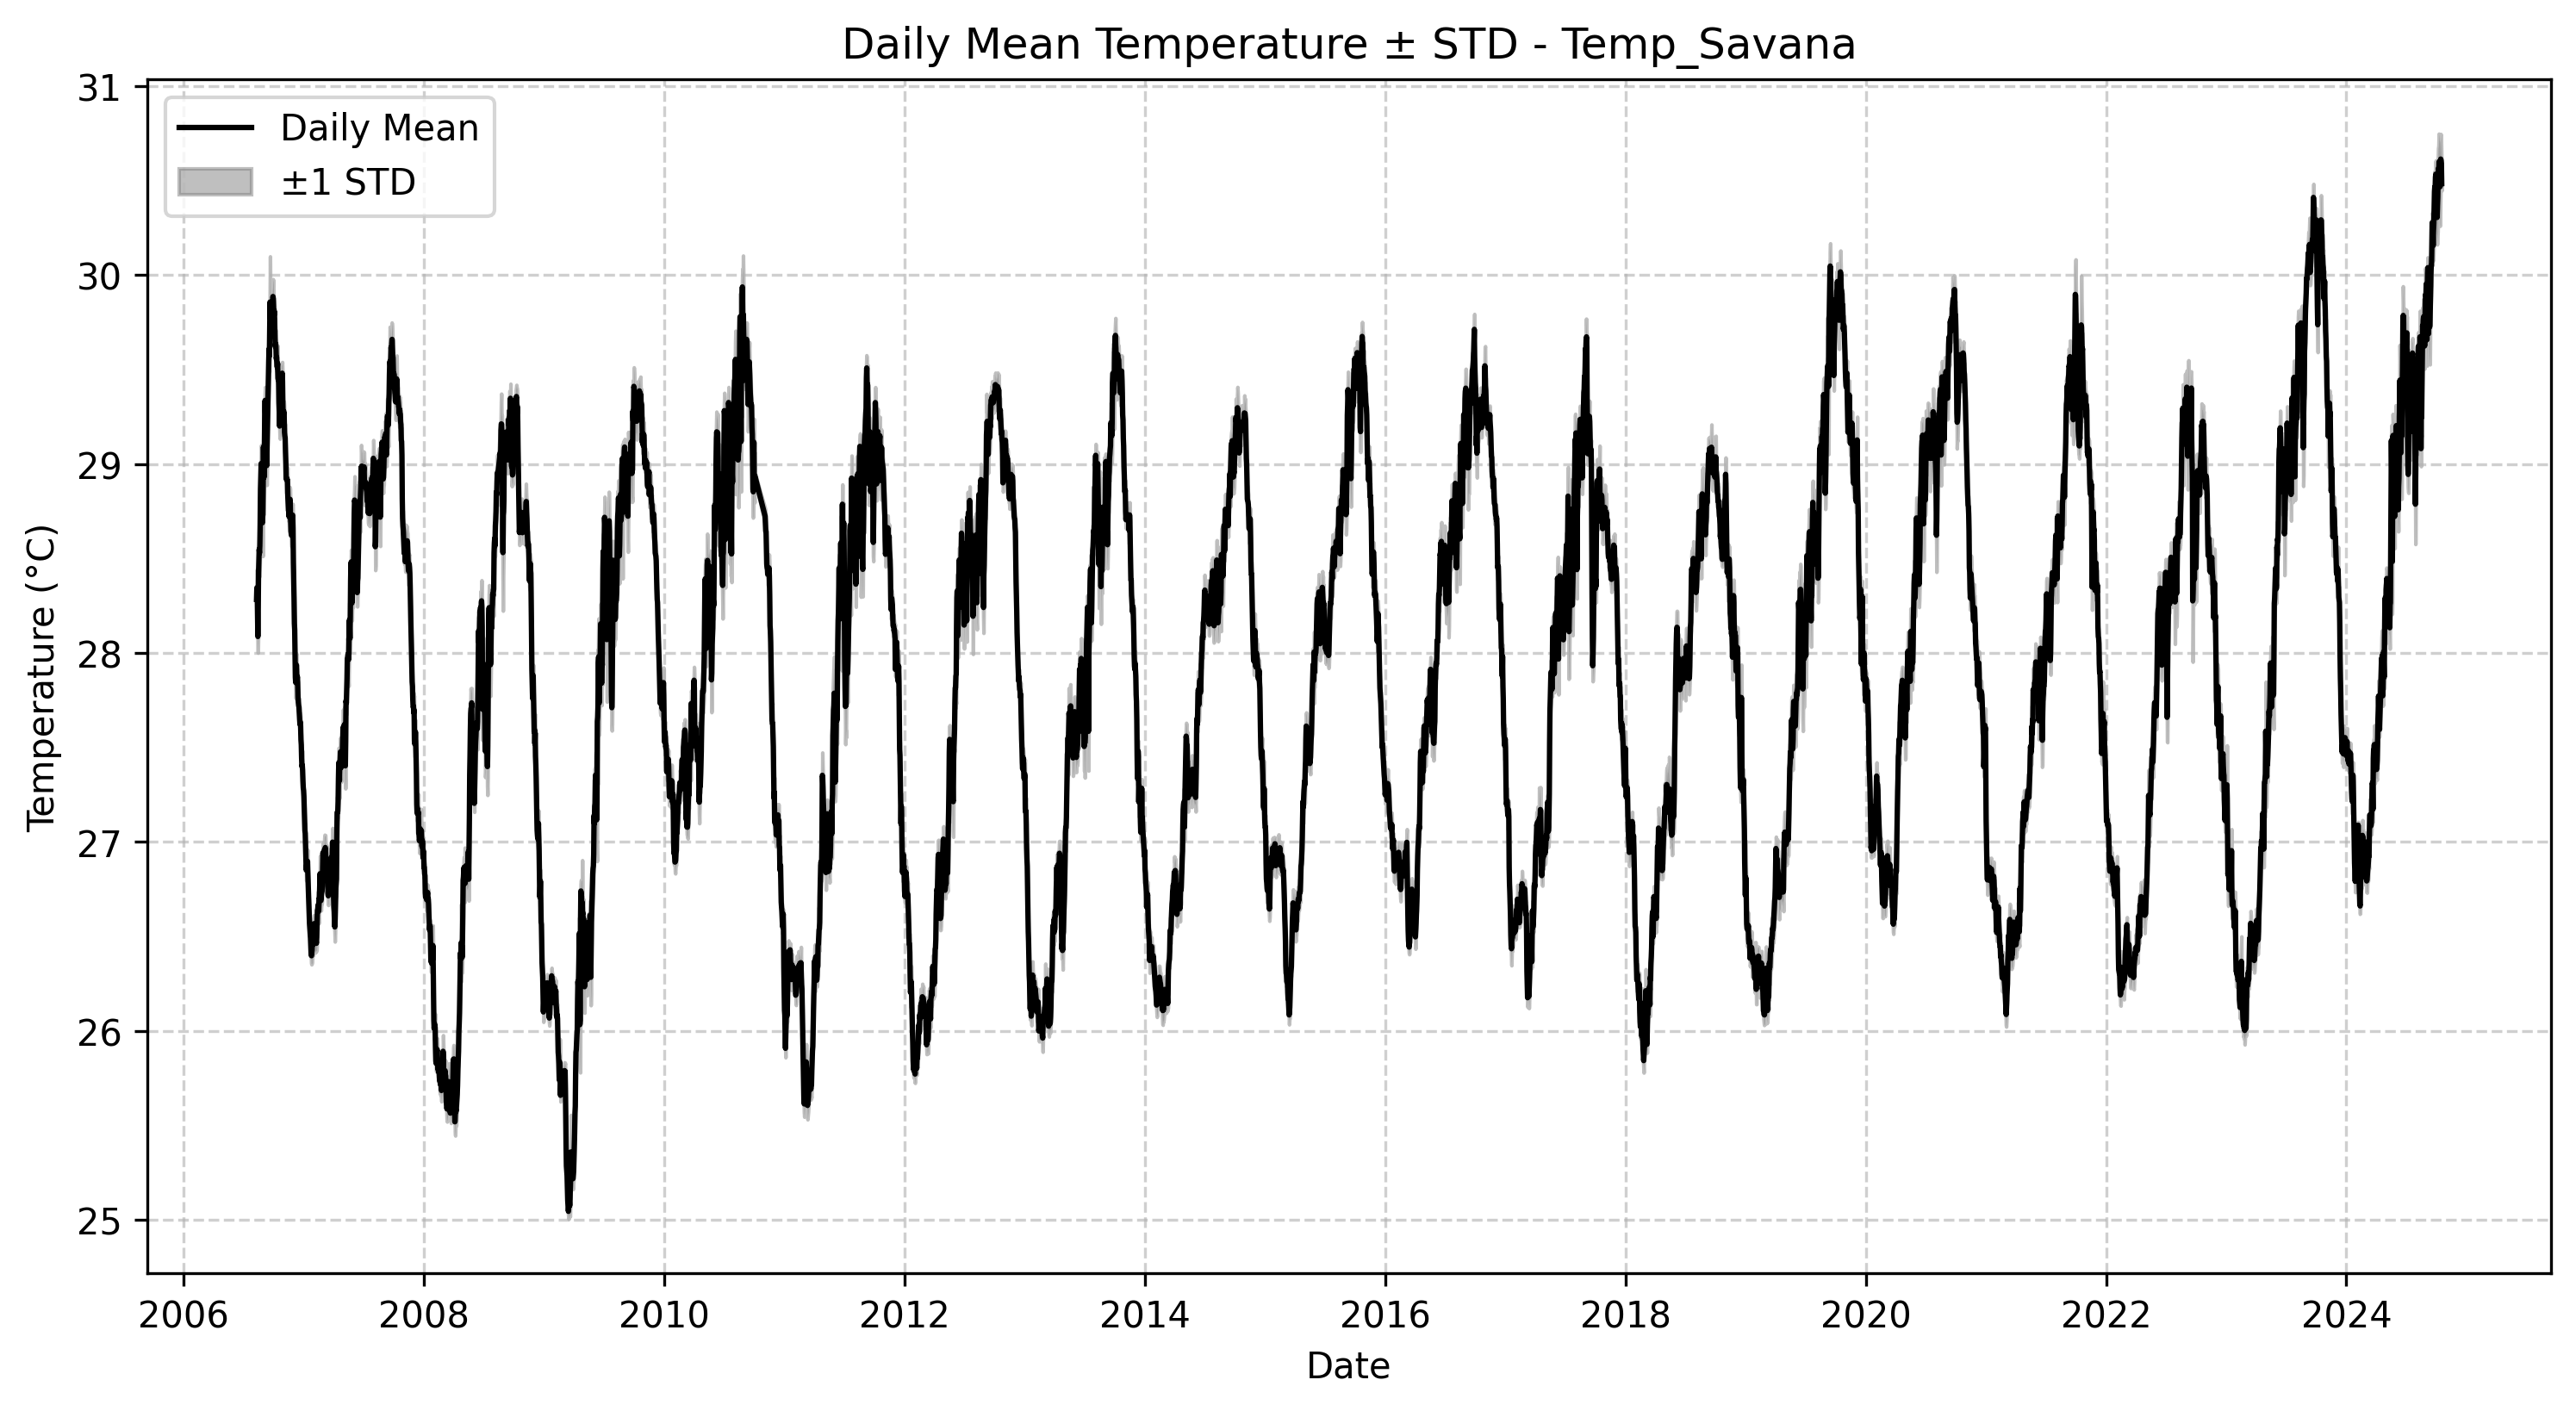 Daily Mean Temperature ± STD - Temp_Savana
Daily Mean
±1 STD
Temperature (°C)
31
30
29
28
27
26
25
2006 2008 2010 2012 2014 2016 2018 2020 2022 2024
Date